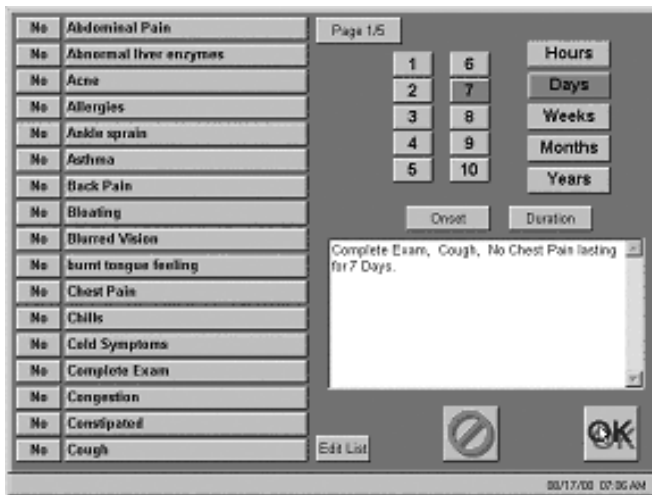 No Abdominal Pain
No Abnormal liver enzymes
No Acne
No Allergies
No Ankle sprain
No Asthma
No Back Pain
No Bloating
No Blurred Vision
No burnt tongue feeling
No Chest Pain
No Chills
No Cold Symptoms
No Complete Exam
No Congestion
No Constipated
No Cough
Page 1/5
1 6
2 7
3 8
4 9
5 10
Hours
Days
Weeks
Months
Years
Onset Duration
Complete Exam, Cough, No Chest Pain lasting
for 7 Days.
Edit List
OK
08/17/00 07:06 AM